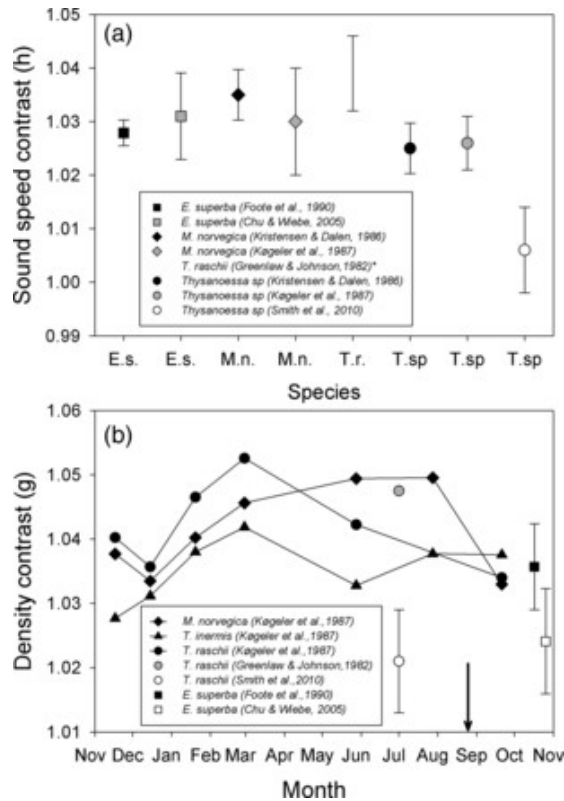 (a)
Sound speed contrast (h)
1.05
1.04
1.03
1.02
1.01
1.00
0.99
E. superba (Foote et al., 1990)
E. superba (Chu & Wiebe, 2005)
M. norvegica (Kristensen & Dalen, 1986)
M. norvegica (Køgeler et al., 1987)
T. raschii (Greenlaw & Johnson,1982)*
Thysanoessa sp (Kristensen & Dalen, 1986)
Thysanoessa sp (Køgeler et al., 1987)
Thysanoessa sp (Smith et al., 2010)
E.s. E.s. M.n. M.n. T.r. T.sp T.sp T.sp
Species
(b)
Density contrast (g)
1.06
1.05
1.04
1.03
1.02
1.01
M. norvegica (Køgeler et al.,1987)
T. inermis (Køgeler et al.,1987)
T. raschii (Køgeler et al.,1987)
T. raschii (Greenlaw & Johnson,1982)
T. raschii (Smith et al.,2010)
E. superba (Foote et al.,1990)
E. superba (Chu & Wiebe, 2005)
Nov Dec Jan Feb Mar Apr May Jun Jul Aug Sep Oct Nov
Month